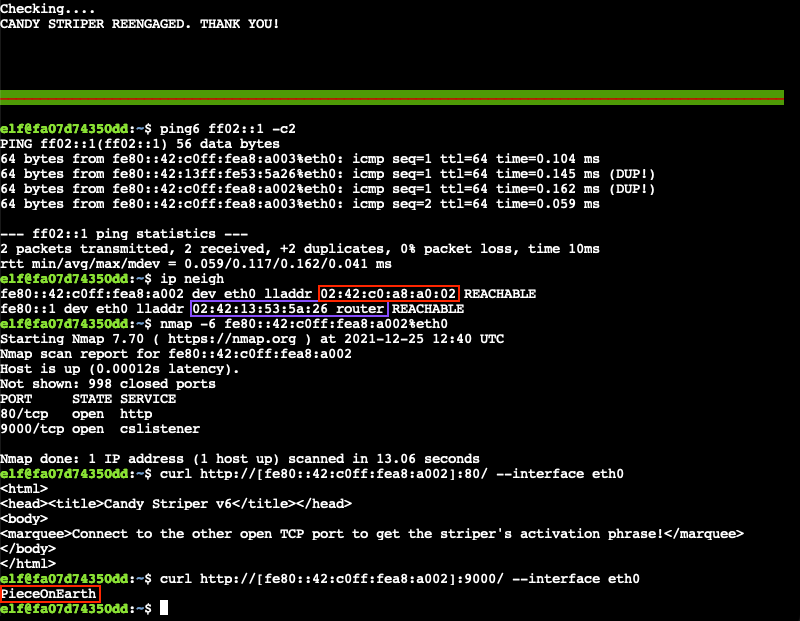 Checking....
CANDY STRIPER REENGAGED. THANK YOU!
elf@fa07d74350dd:~$ ping6 ff02::1 -c2
PING ff02::1(ff02::1) 56 data bytes
64 bytes from fe80::42:c0ff:fea8:a003%eth0: icmp seq=1 ttl=64 time=0.104 ms
64 bytes from fe80::42:13ff:fe53:5a26%eth0: icmp seq=1 ttl=64 time=0.145 ms (DUP!)
64 bytes from fe80::42:c0ff:fea8:a002%eth0: icmp seq=1 ttl=64 time=0.162 ms (DUP!)
64 bytes from fe80::42:c0ff:fea8:a003%eth0: icmp seq=2 ttl=64 time=0.059 ms
--- ff02::1 ping statistics ---
2 packets transmitted, 2 received, +2 duplicates, 0% packet loss, time 10ms
rtt min/avg/max/mdev = 0.059/0.117/0.162/0.041 ms
elf@fa07d74350dd:~$ ip neigh
fe80::42:c0ff:fea8:a002 dev eth0 lladdr 02:42:c0:a8:a0:02 REACHABLE
fe80::1 dev eth0 lladdr 02:42:13:53:5a:26 router REACHABLE
elf@fa07d74350dd:~$ nmap -6 fe80::42:c0ff:fea8:a002%eth0
Starting Nmap 7.70 ( https://nmap.org ) at 2021-12-25 12:40 UTC
Nmap scan report for fe80::42:c0ff:fea8:a002
Host is up (0.00012s latency).
Not shown: 998 closed ports
PORT     STATE SERVICE
80/tcp   open  http
9000/tcp open  cslistener
Nmap done: 1 IP address (1 host up) scanned in 13.06 seconds
elf@fa07d74350dd:~$ curl http://[fe80::42:c0ff:fea8:a002]:80/ --interface eth0
<html>
<head><title>Candy Striper v6</title></head>
<body>
<marquee>Connect to the other open TCP port to get the striper's activation phrase!</marquee>
</body>
</html>
elf@fa07d74350dd:~$ curl http://[fe80::42:c0ff:fea8:a002]:9000/ --interface eth0
PieceOnEarth
elf@fa07d74350dd:~$